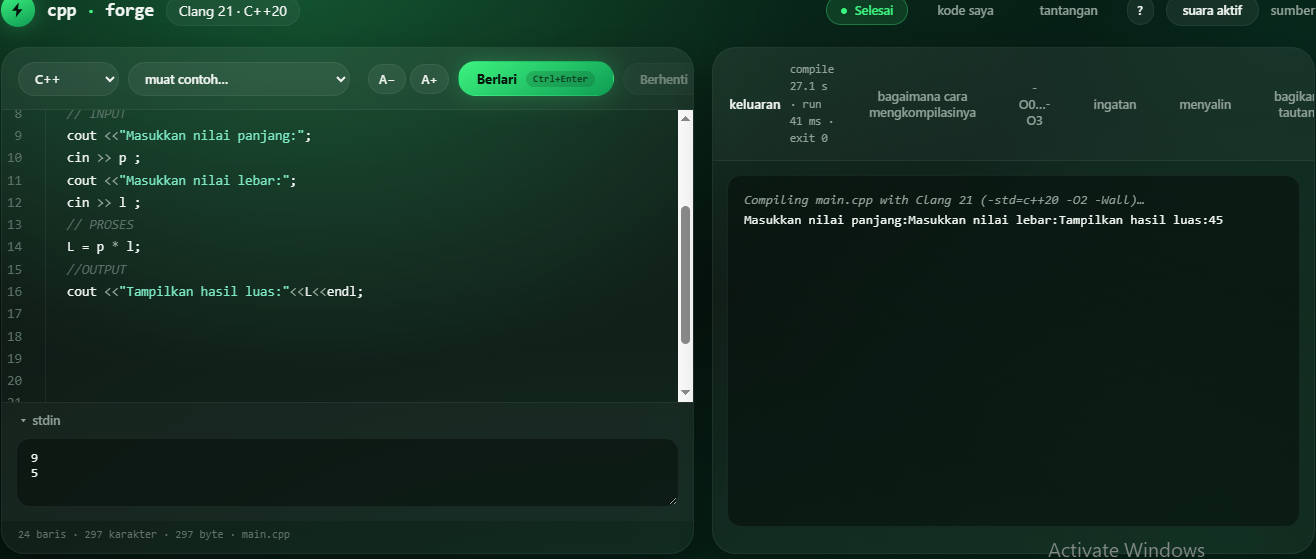 cpp · forge Clang 21 · C++20
Selesai kode saya tantangan ? suara aktif sumber
C++ muat contoh... A− A+ Berlari Ctrl+Enter Berhenti
8 // INPUT
9 cout <<"Masukkan nilai panjang:";
10 cin >> p ;
11 cout <<"Masukkan nilai lebar:";
12 cin >> l ;
13 // PROSES
14 L = p * l;
15 //OUTPUT
16 cout <<"Tampilkan hasil luas:"<<L<<endl;
17
18
19
20
21
stdin
9
5
24 baris · 297 karakter · 297 byte · main.cpp
keluaran
compile
27.1 s
· run
41 ms ·
exit 0
bagaimana cara
mengkompilasinya
-
O0…-
O3
ingatan
menyalin
bagikan
tautan
Compiling main.cpp with Clang 21 (-std=c++20 -O2 -Wall)…
Masukkan nilai panjang:Masukkan nilai lebar:Tampilkan hasil luas:45
Activate Windows